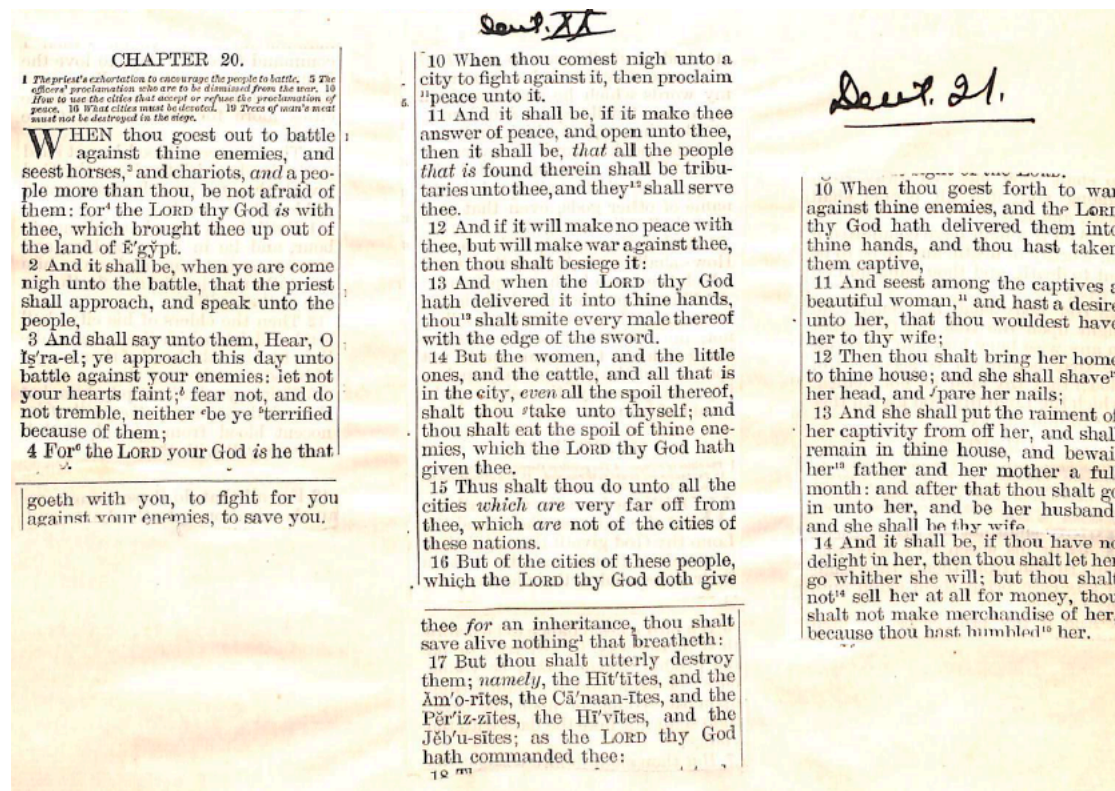 Deut. XX
CHAPTER 20.
1 The priest's exhortation to encourage the people to battle. 5 The
officers' proclamation who are to be dismissed from the war. 10
How to use the cities that accept or refuse the proclamation of
peace. 16 What cities must be devoted. 19 Trees of man's meat
must not be destroyed in the siege.
WHEN thou goest out to battle
against thine enemies, and
seest horses,³ and chariots, and a peo-
ple more than thou, be not afraid of
them: for⁴ the LORD thy God is with
thee, which brought thee up out of
the land of Ē′gy̆pt.
2 And it shall be, when ye are come
nigh unto the battle, that the priest
shall approach, and speak unto the
people,
3 And shall say unto them, Hear, O
Iṣ′ra-el; ye approach this day unto
battle against your enemies: let not
your hearts faint; fear not, and do
not tremble, neither be ye terrified
because of them;
4 For⁶ the LORD your God is he that
goeth with you, to fight for you
against your enemies, to save you.
10 When thou comest nigh unto a
city to fight against it, then proclaim
¹¹peace unto it.
11 And it shall be, if it make thee
answer of peace, and open unto thee,
then it shall be, that all the people
that is found therein shall be tribu-
taries unto thee, and they¹² shall serve
thee.
12 And if it will make no peace with
thee, but will make war against thee,
then thou shalt besiege it:
13 And when the LORD thy God
hath delivered it into thine hands,
thou¹³ shalt smite every male thereof
with the edge of the sword.
14 But the women, and the little
ones, and the cattle, and all that is
in the city, even all the spoil thereof,
shalt thou take unto thyself; and
thou shalt eat the spoil of thine ene-
mies, which the LORD thy God hath
given thee.
15 Thus shalt thou do unto all the
cities which are very far off from
thee, which are not of the cities of
these nations.
16 But of the cities of these people,
which the LORD thy God doth give
thee for an inheritance, thou shalt
save alive nothing¹ that breatheth:
17 But thou shalt utterly destroy
them; namely, the Hĭt′tītes, and the
Ăm′o-rītes, the Cā′naan-ītes, and the
Pĕr′iz-zītes, the Hī′vītes, and the
Jĕb′u-sītes; as the LORD thy God
hath commanded thee:
18
Deut. 21.
10 When thou goest forth to war
against thine enemies, and the LORD
thy God hath delivered them into
thine hands, and thou hast taken
them captive,
11 And seest among the captives a
beautiful woman,¹¹ and hast a desire
unto her, that thou wouldest have
her to thy wife;
12 Then thou shalt bring her home
to thine house; and she shall shave
her head, and pare her nails;
13 And she shall put the raiment of
her captivity from off her, and shall
remain in thine house, and bewail
her¹³ father and her mother a full
month: and after that thou shalt go
in unto her, and be her husband
and she shall be thy wife.
14 And it shall be, if thou have no
delight in her, then thou shalt let her
go whither she will; but thou shalt
not¹⁴ sell her at all for money, thou
shalt not make merchandise of her,
because thou hast humbled¹⁵ her.